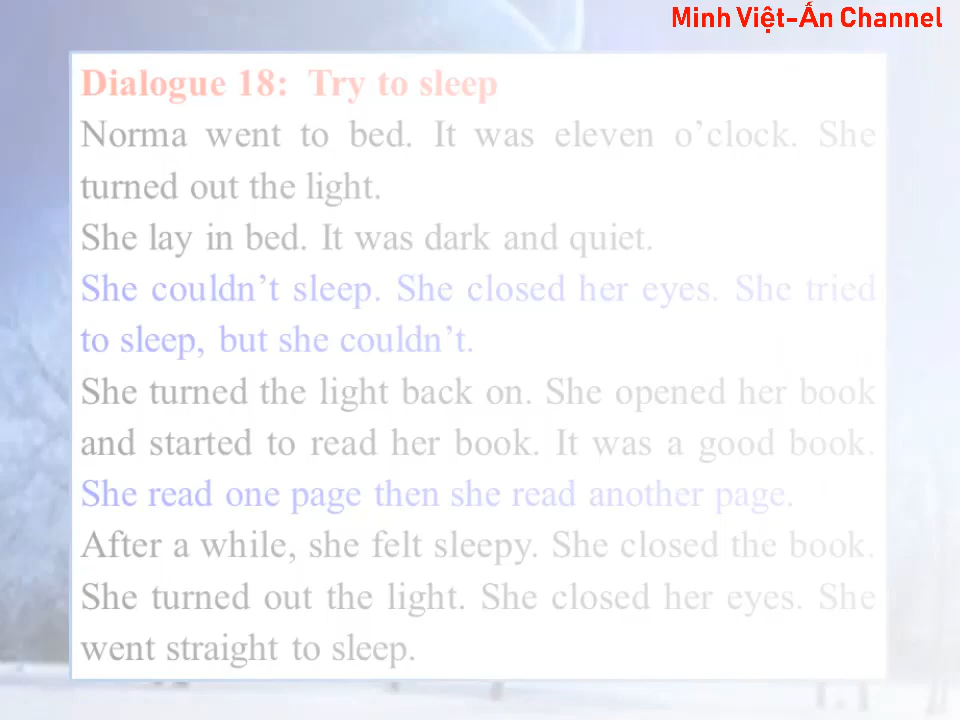 Minh Việt-Ấn Channel
Dialogue 18: Try to sleep
Norma went to bed. It was eleven o’clock. She
turned out the light.
She lay in bed. It was dark and quiet.
She couldn’t sleep. She closed her eyes. She tried
to sleep, but she couldn’t.
She turned the light back on. She opened her book
and started to read her book. It was a good book.
She read one page then she read another page.
After a while, she felt sleepy. She closed the book.
She turned out the light. She closed her eyes. She
went straight to sleep.